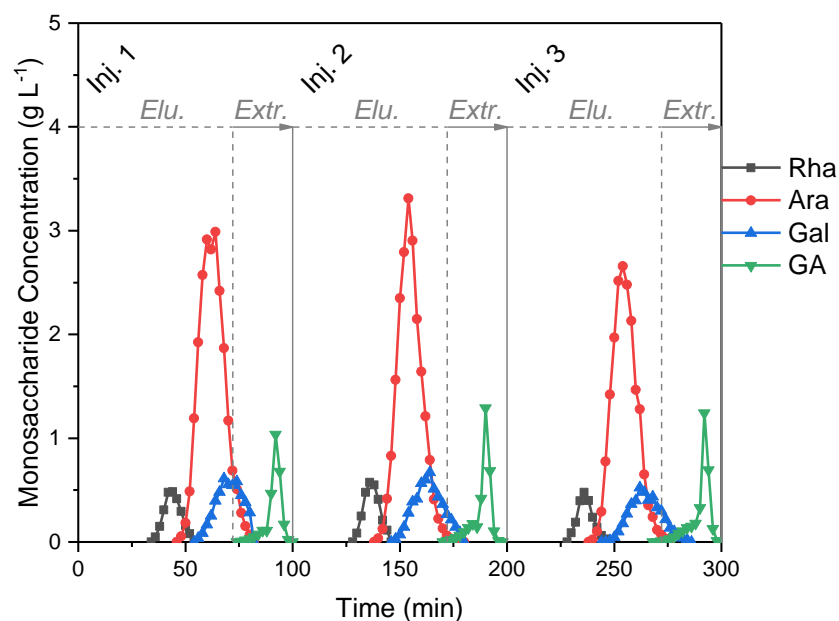 Inj. 1
Inj. 2
Inj. 3
Elu.
Extr.
Elu.
Extr.
Elu.
Extr.
Rha
Ara
Gal
GA
Monosaccharide Concentration (g L⁻¹)
5
4
3
2
1
0
0
50
100
150
200
250
300
Time (min)